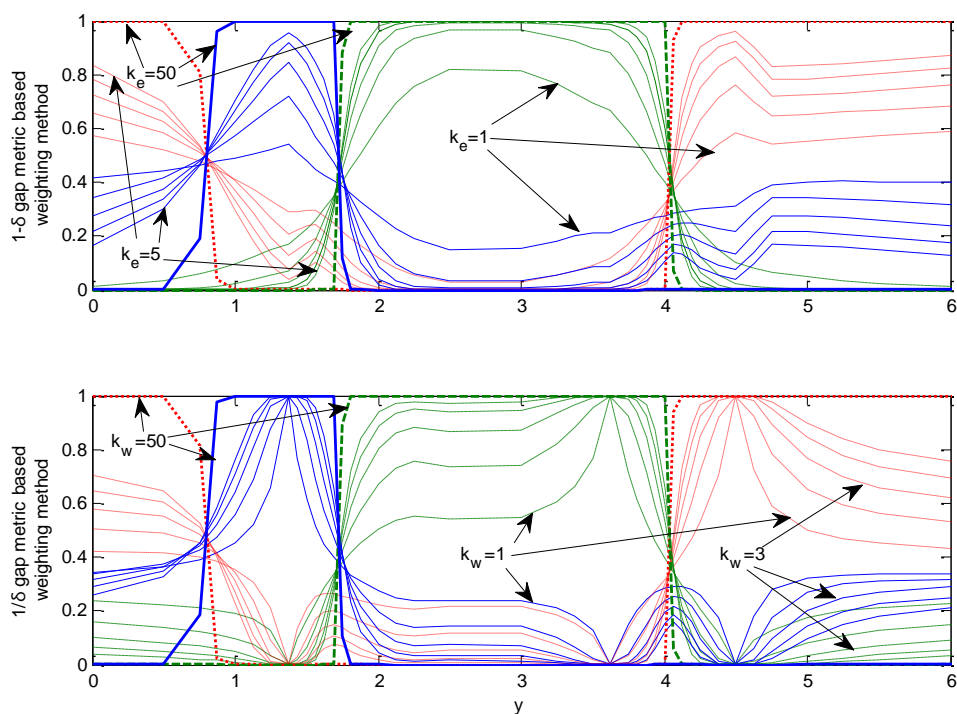 1-δ gap metric based
weighting method
1
0.8
0.6
0.4
0.2
0
k_e=50
k_e=5
k_e=1
0 1 2 3 4 5 6
1/δ gap metric based
weighting method
1
0.8
0.6
0.4
0.2
0
k_w=50
k_w=1
k_w=3
0 1 2 3 4 5 6
y